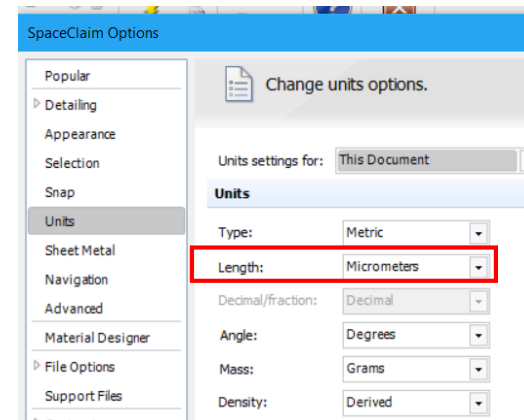 SpaceClaim Options
Popular
Detailing
Appearance
Selection
Snap
Units
Sheet Metal
Navigation
Advanced
Material Designer
File Options
Support Files
Change units options.
Units settings for: This Document
Units
Type: Metric
Length: Micrometers
Decimal/fraction: Decimal
Angle: Degrees
Mass: Grams
Density: Derived